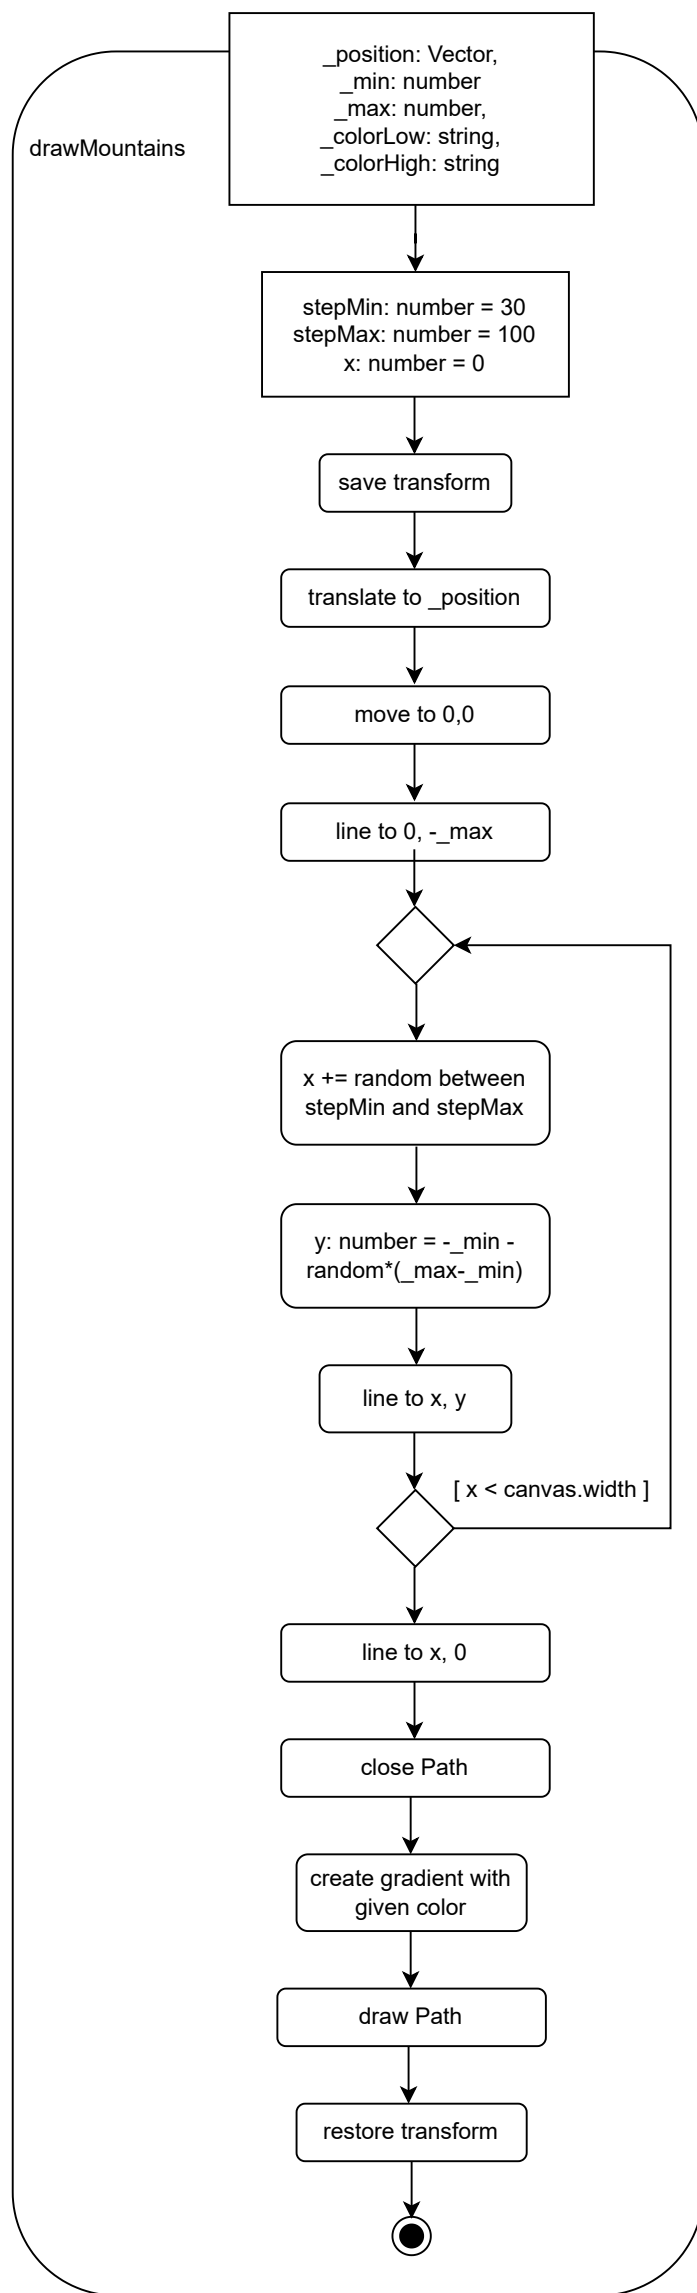 _position: Vector,
_min: number
_max: number,
_colorLow: string,
_colorHigh: string
drawMountains
stepMin: number = 30
stepMax: number = 100
x: number = 0
save transform
translate to _position
move to 0,0
line to 0, -_max
x += random between
stepMin and stepMax
y: number = -_min -
random*(_max-_min)
line to x, y
[ x < canvas.width ]
line to x, 0
close Path
create gradient with
given color
draw Path
restore transform